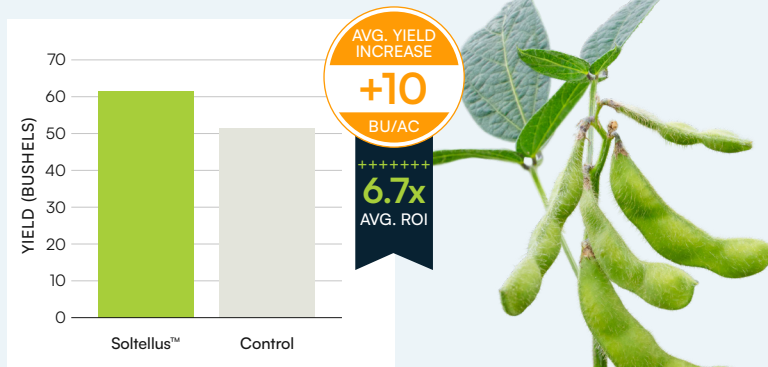 AVG. YIELD
INCREASE
+10
BU/AC
+++++++
6.7x
AVG. ROI
YIELD (BUSHELS)
70
60
50
40
30
20
10
0
Soltellus™
Control